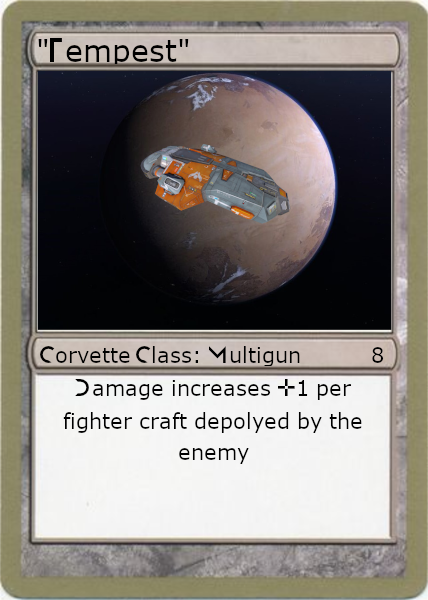 "Tempest"
Corvette Class: Multigun 8
Damage increases +1 per
fighter craft depolyed by the
enemy